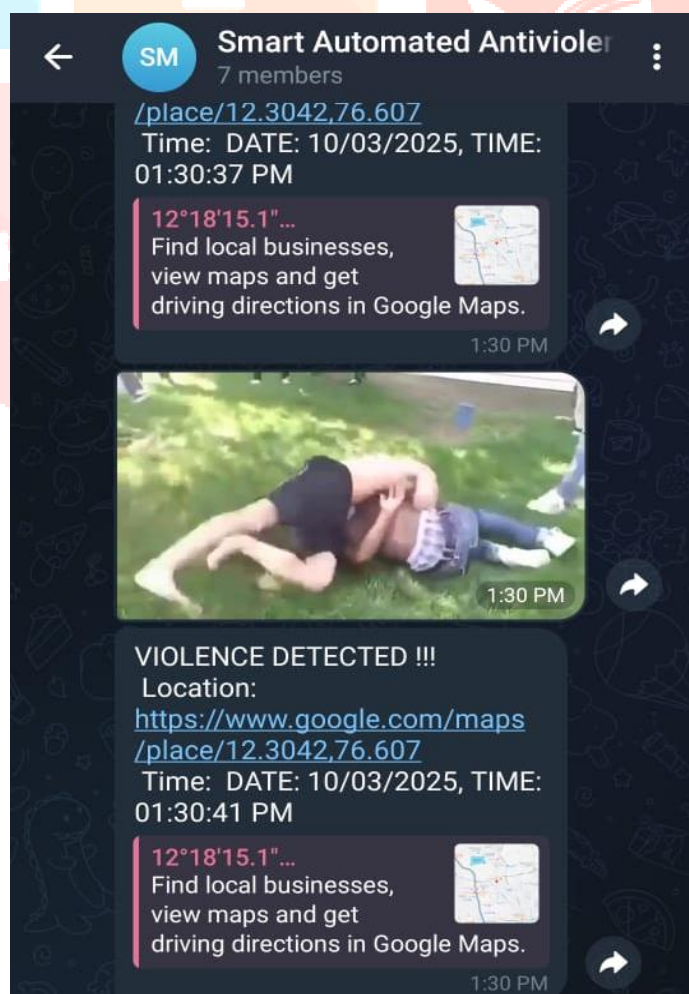 Smart Automated Antivioler
SM
7 members
/place/12.3042,76.607
Time: DATE: 10/03/2025, TIME:
01:30:37 PM
12°18'15.1"...
Find local businesses,
view maps and get
driving directions in Google Maps.
1:30 PM
1:30 PM
VIOLENCE DETECTED !!!
Location:
https://www.google.com/maps
/place/12.3042,76.607
Time: DATE: 10/03/2025, TIME:
01:30:41 PM
12°18'15.1"...
Find local businesses,
view maps and get
driving directions in Google Maps.
1:30 PM